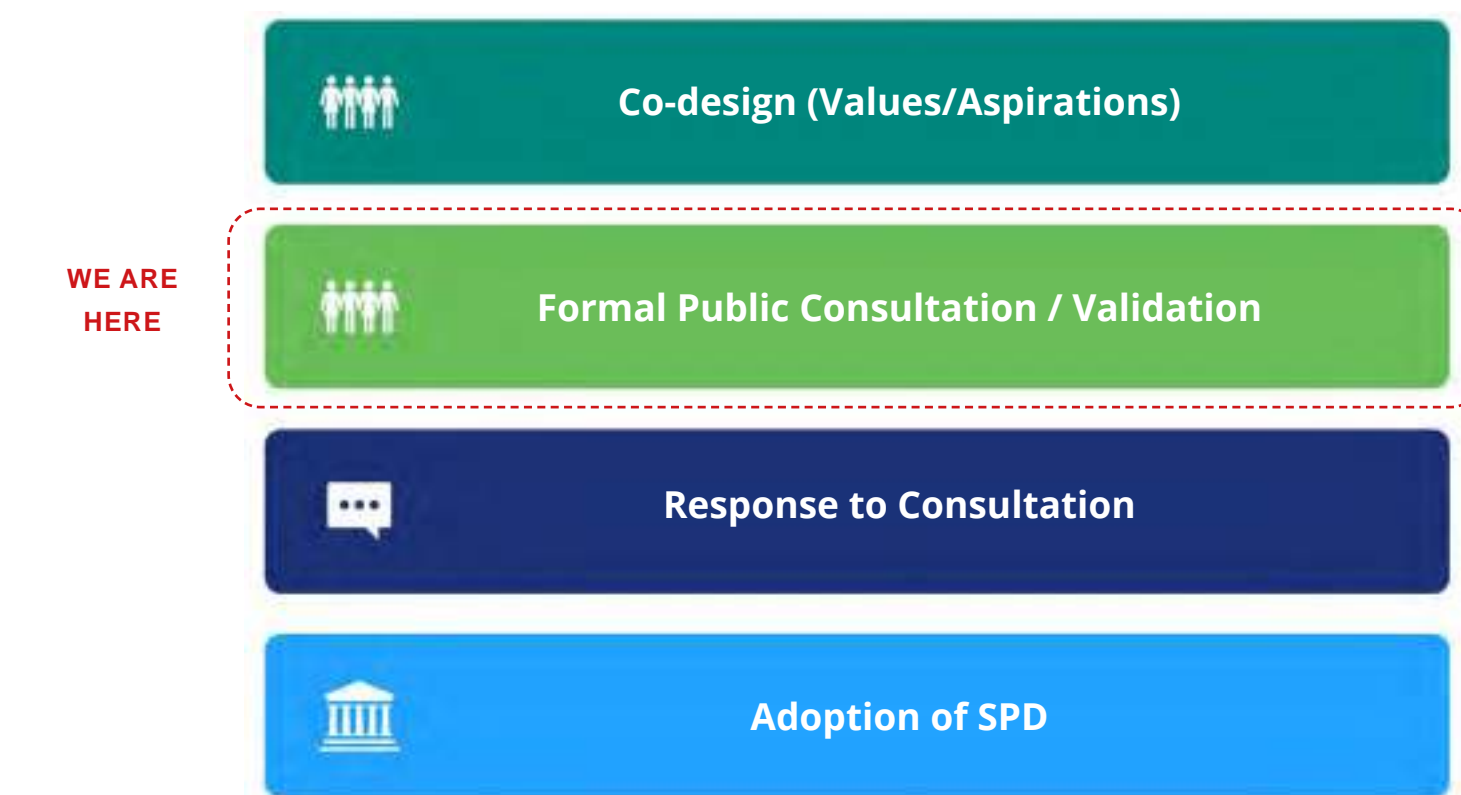 Co-design (Values/Aspirations)
WE ARE
HERE
Formal Public Consultation / Validation
Response to Consultation
Adoption of SPD